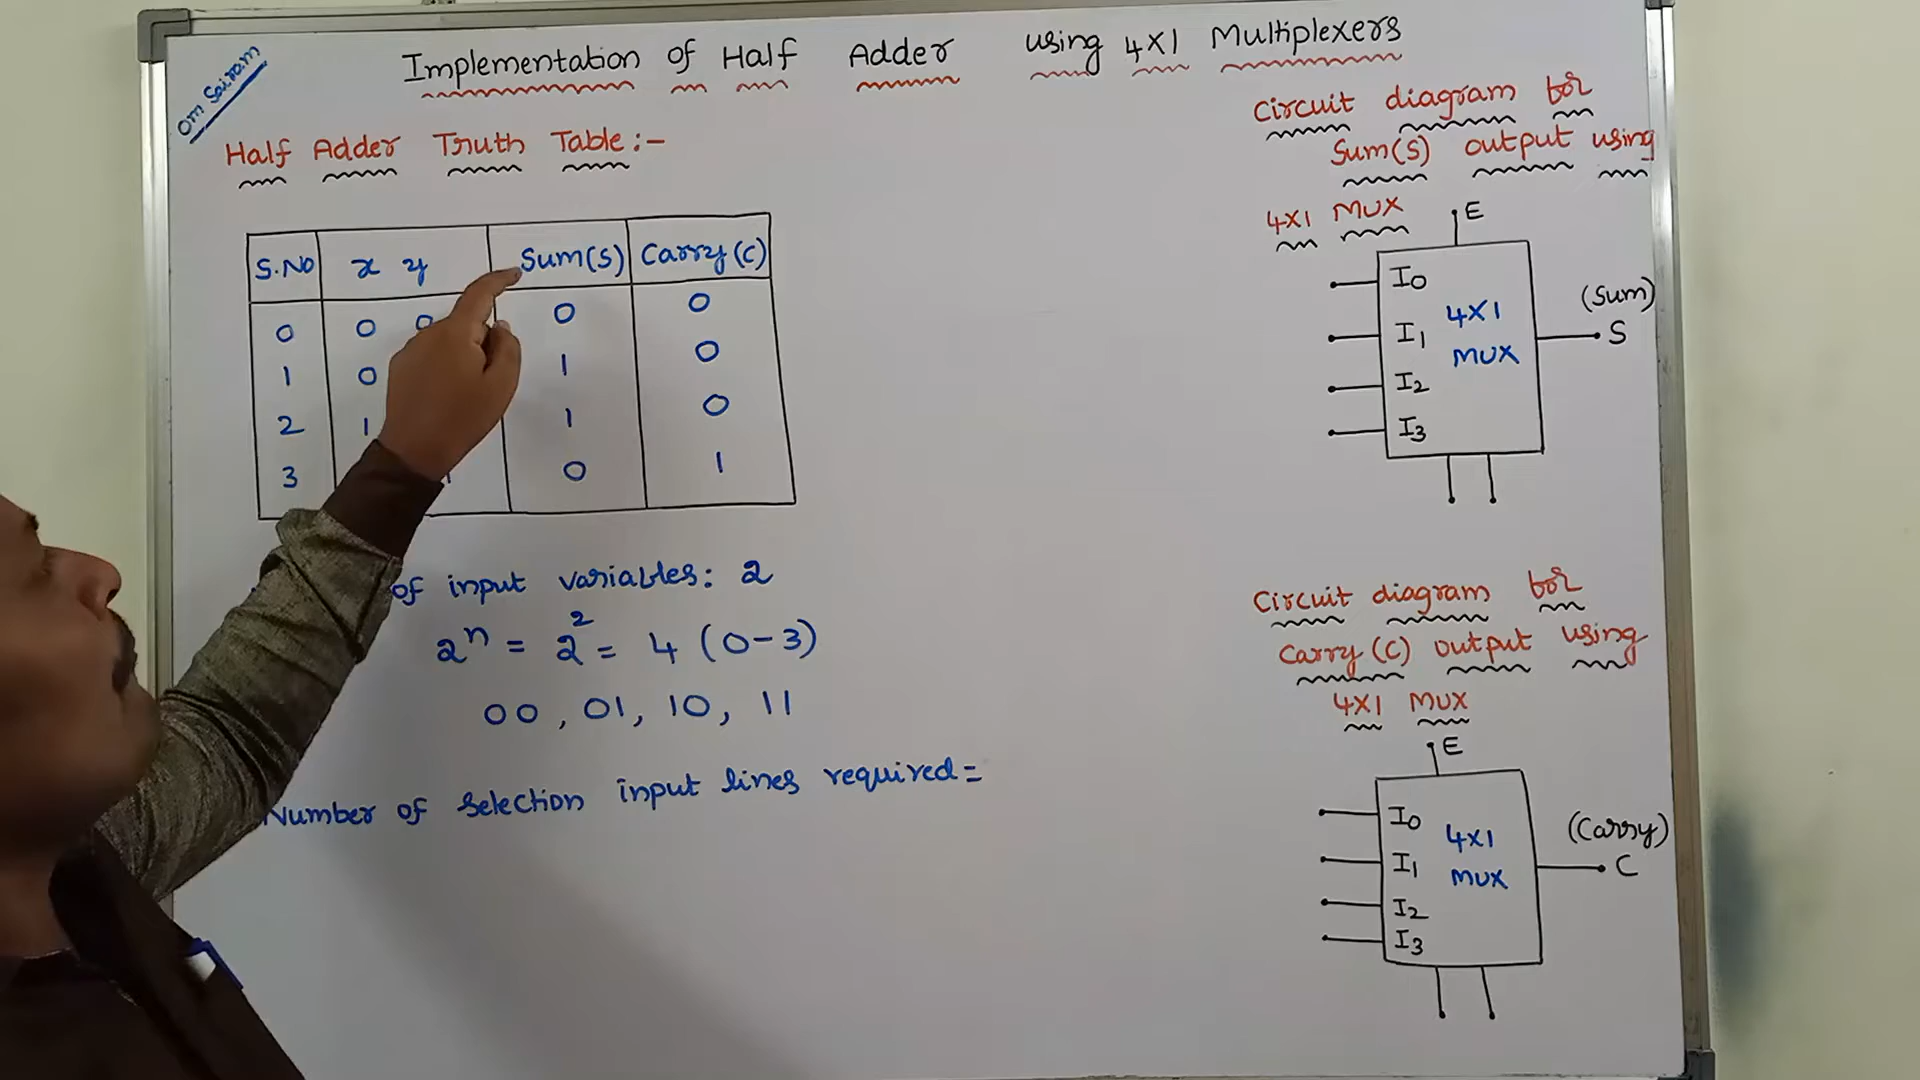 Om Sairam
Implementation of Half Adder using 4X1 Multiplexers
Half Adder Truth Table:-
S.No x y Sum(S) Carry(C)
0 0 0 0 0
1 0 1 0
2 1 1 0
3 0 1
of input variables: 2
2^n = 2^2 = 4 (0-3)
00, 01, 10, 11
Number of selection input lines required =
Circuit diagram for
Sum(S) output using
4X1 MUX
E
I0
I1
I2
I3
4X1
MUX
(Sum)
S
Circuit diagram for
Carry(C) output using
4X1 MUX
E
I0
I1
I2
I3
4X1
MUX
(Carry)
C